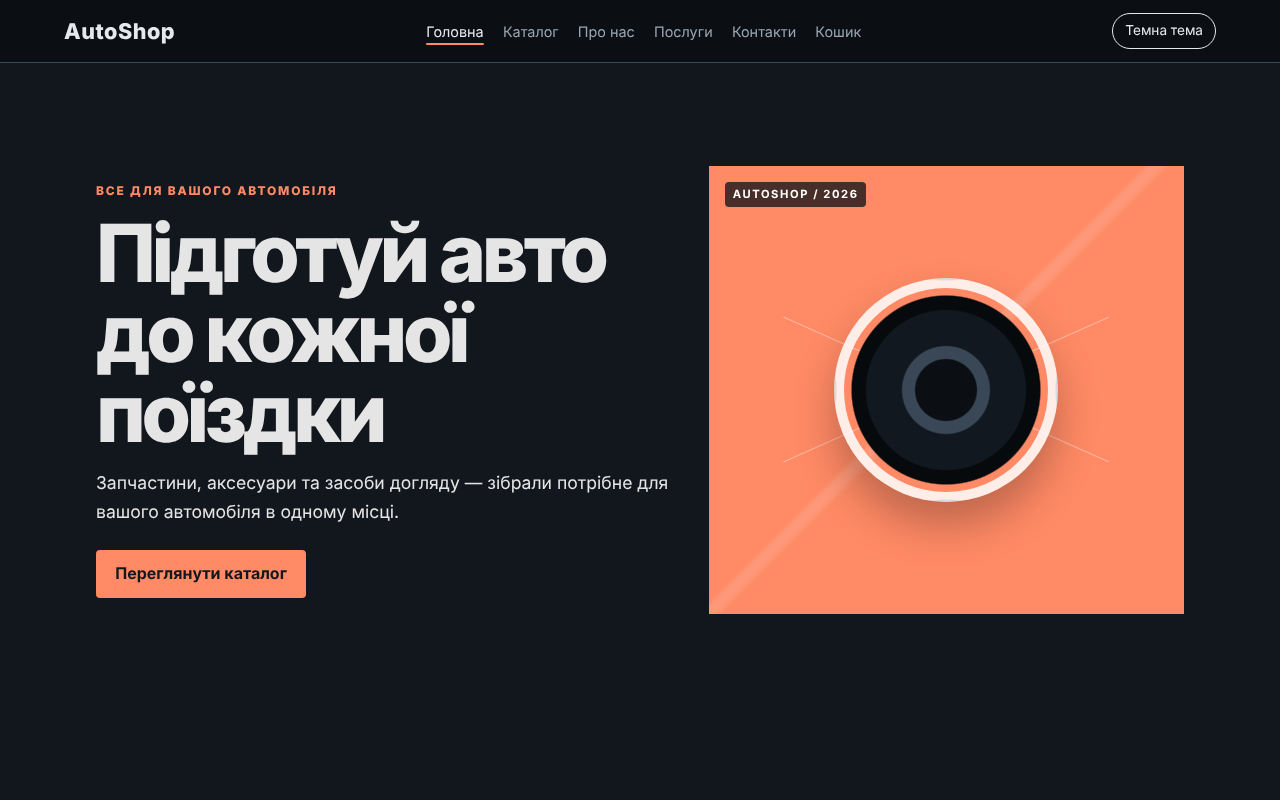 AutoShop
Головна Каталог Про нас Послуги Контакти Кошик
Темна тема
ВСЕ ДЛЯ ВАШОГО АВТОМОБІЛЯ
Підготуй авто
до кожної
поїздки
Запчастини, аксесуари та засоби догляду — зібрали потрібне для
вашого автомобіля в одному місці.
Переглянути каталог
AUTOSHOP / 2026